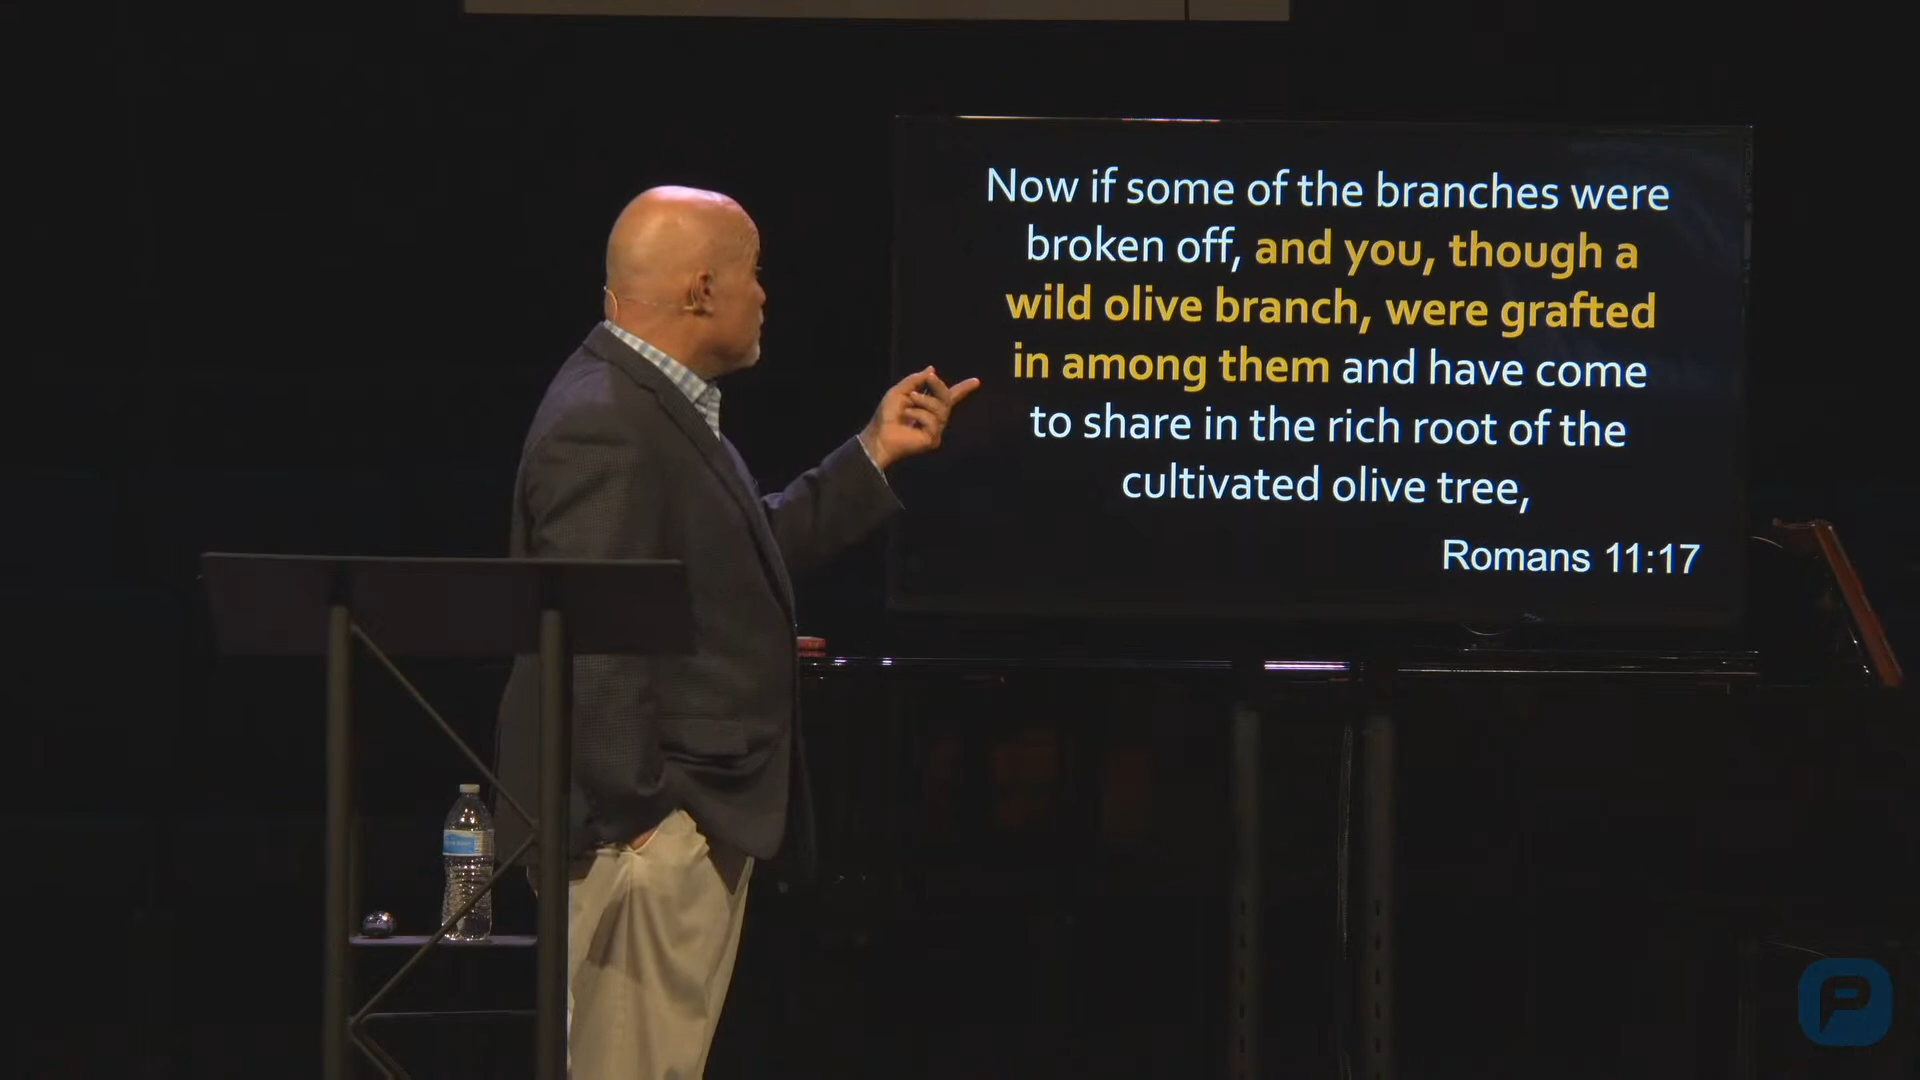 Now if some of the branches were
broken off, and you, though a
wild olive branch, were grafted
in among them and have come
to share in the rich root of the
cultivated olive tree,
Romans 11:17